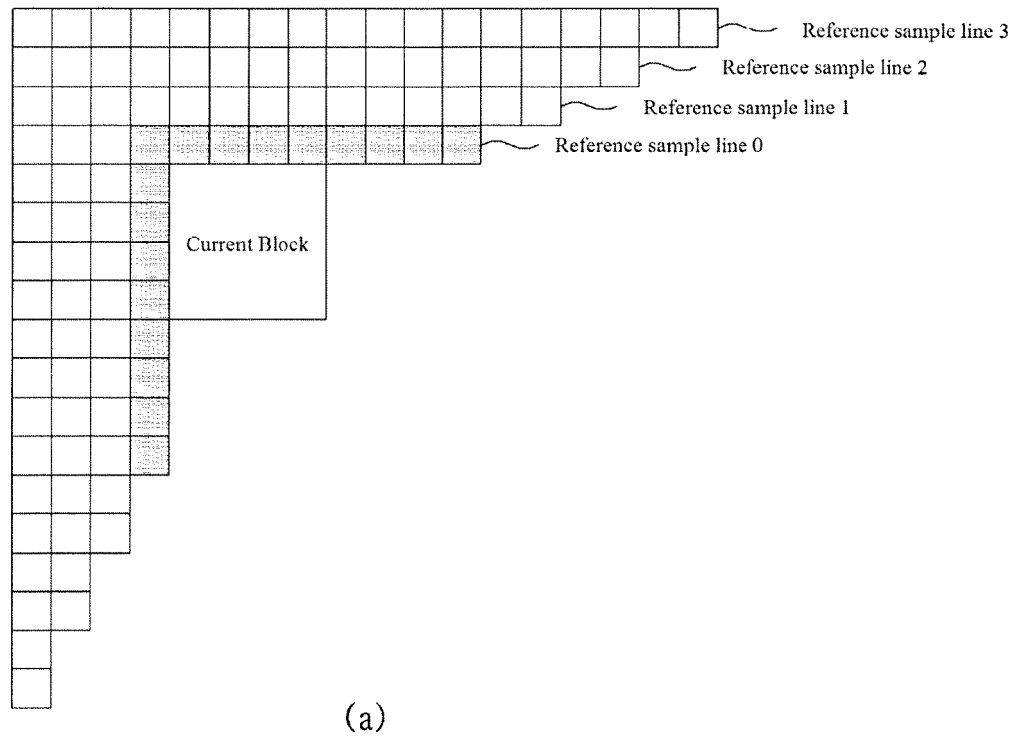 Reference sample line 3
Reference sample line 2
Reference sample line 1
Reference sample line 0
Current Block
(a)